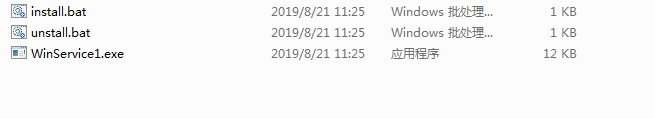 install.bat 2019/8/21 11:25 Windows 批处理... 1 KB
unstall.bat 2019/8/21 11:25 Windows 批处理... 1 KB
WinService1.exe 2019/8/21 11:25 应用程序 12 KB